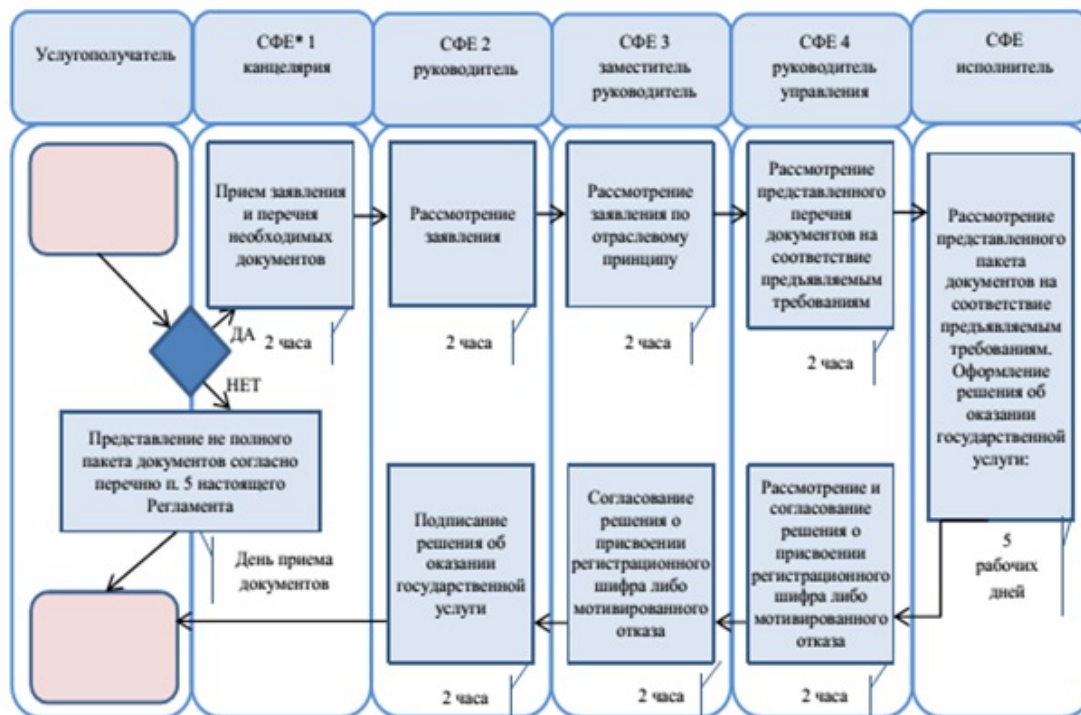 Услугополучатель
СФЕ* 1
канцелярия
СФЕ 2
руководитель
СФЕ 3
заместитель
руководитель
СФЕ 4
руководитель
управления
СФЕ
исполнитель
Прием заявления
и перечня
необходимых
документов
Рассмотрение
заявления
Рассмотрение
заявления по
отраслевому
принципу
Рассмотрение
представленного
перечня
документов на
соответствие
предъявляемым
требованиям
Рассмотрение
представленного
пакета
документов на
соответствие
предъявляемым
требованиям.
Оформление
решения об
оказании
государственной
услуги:
ДА
2 часа
2 часа
2 часа
2 часа
НЕТ
Представление не полного
пакета документов согласно
перечню п. 5 настоящего
Регламента
День приема
документов
Подписание
решения об
оказании
государственной
услуги
Согласование
решения о
присвоении
регистрационного
шифра либо
мотивированного
отказа
Рассмотрение и
согласование
решения о
присвоении
регистрационного
шифра либо
мотивированного
отказа
5
рабочих
дней
2 часа
2 часа
2 часа